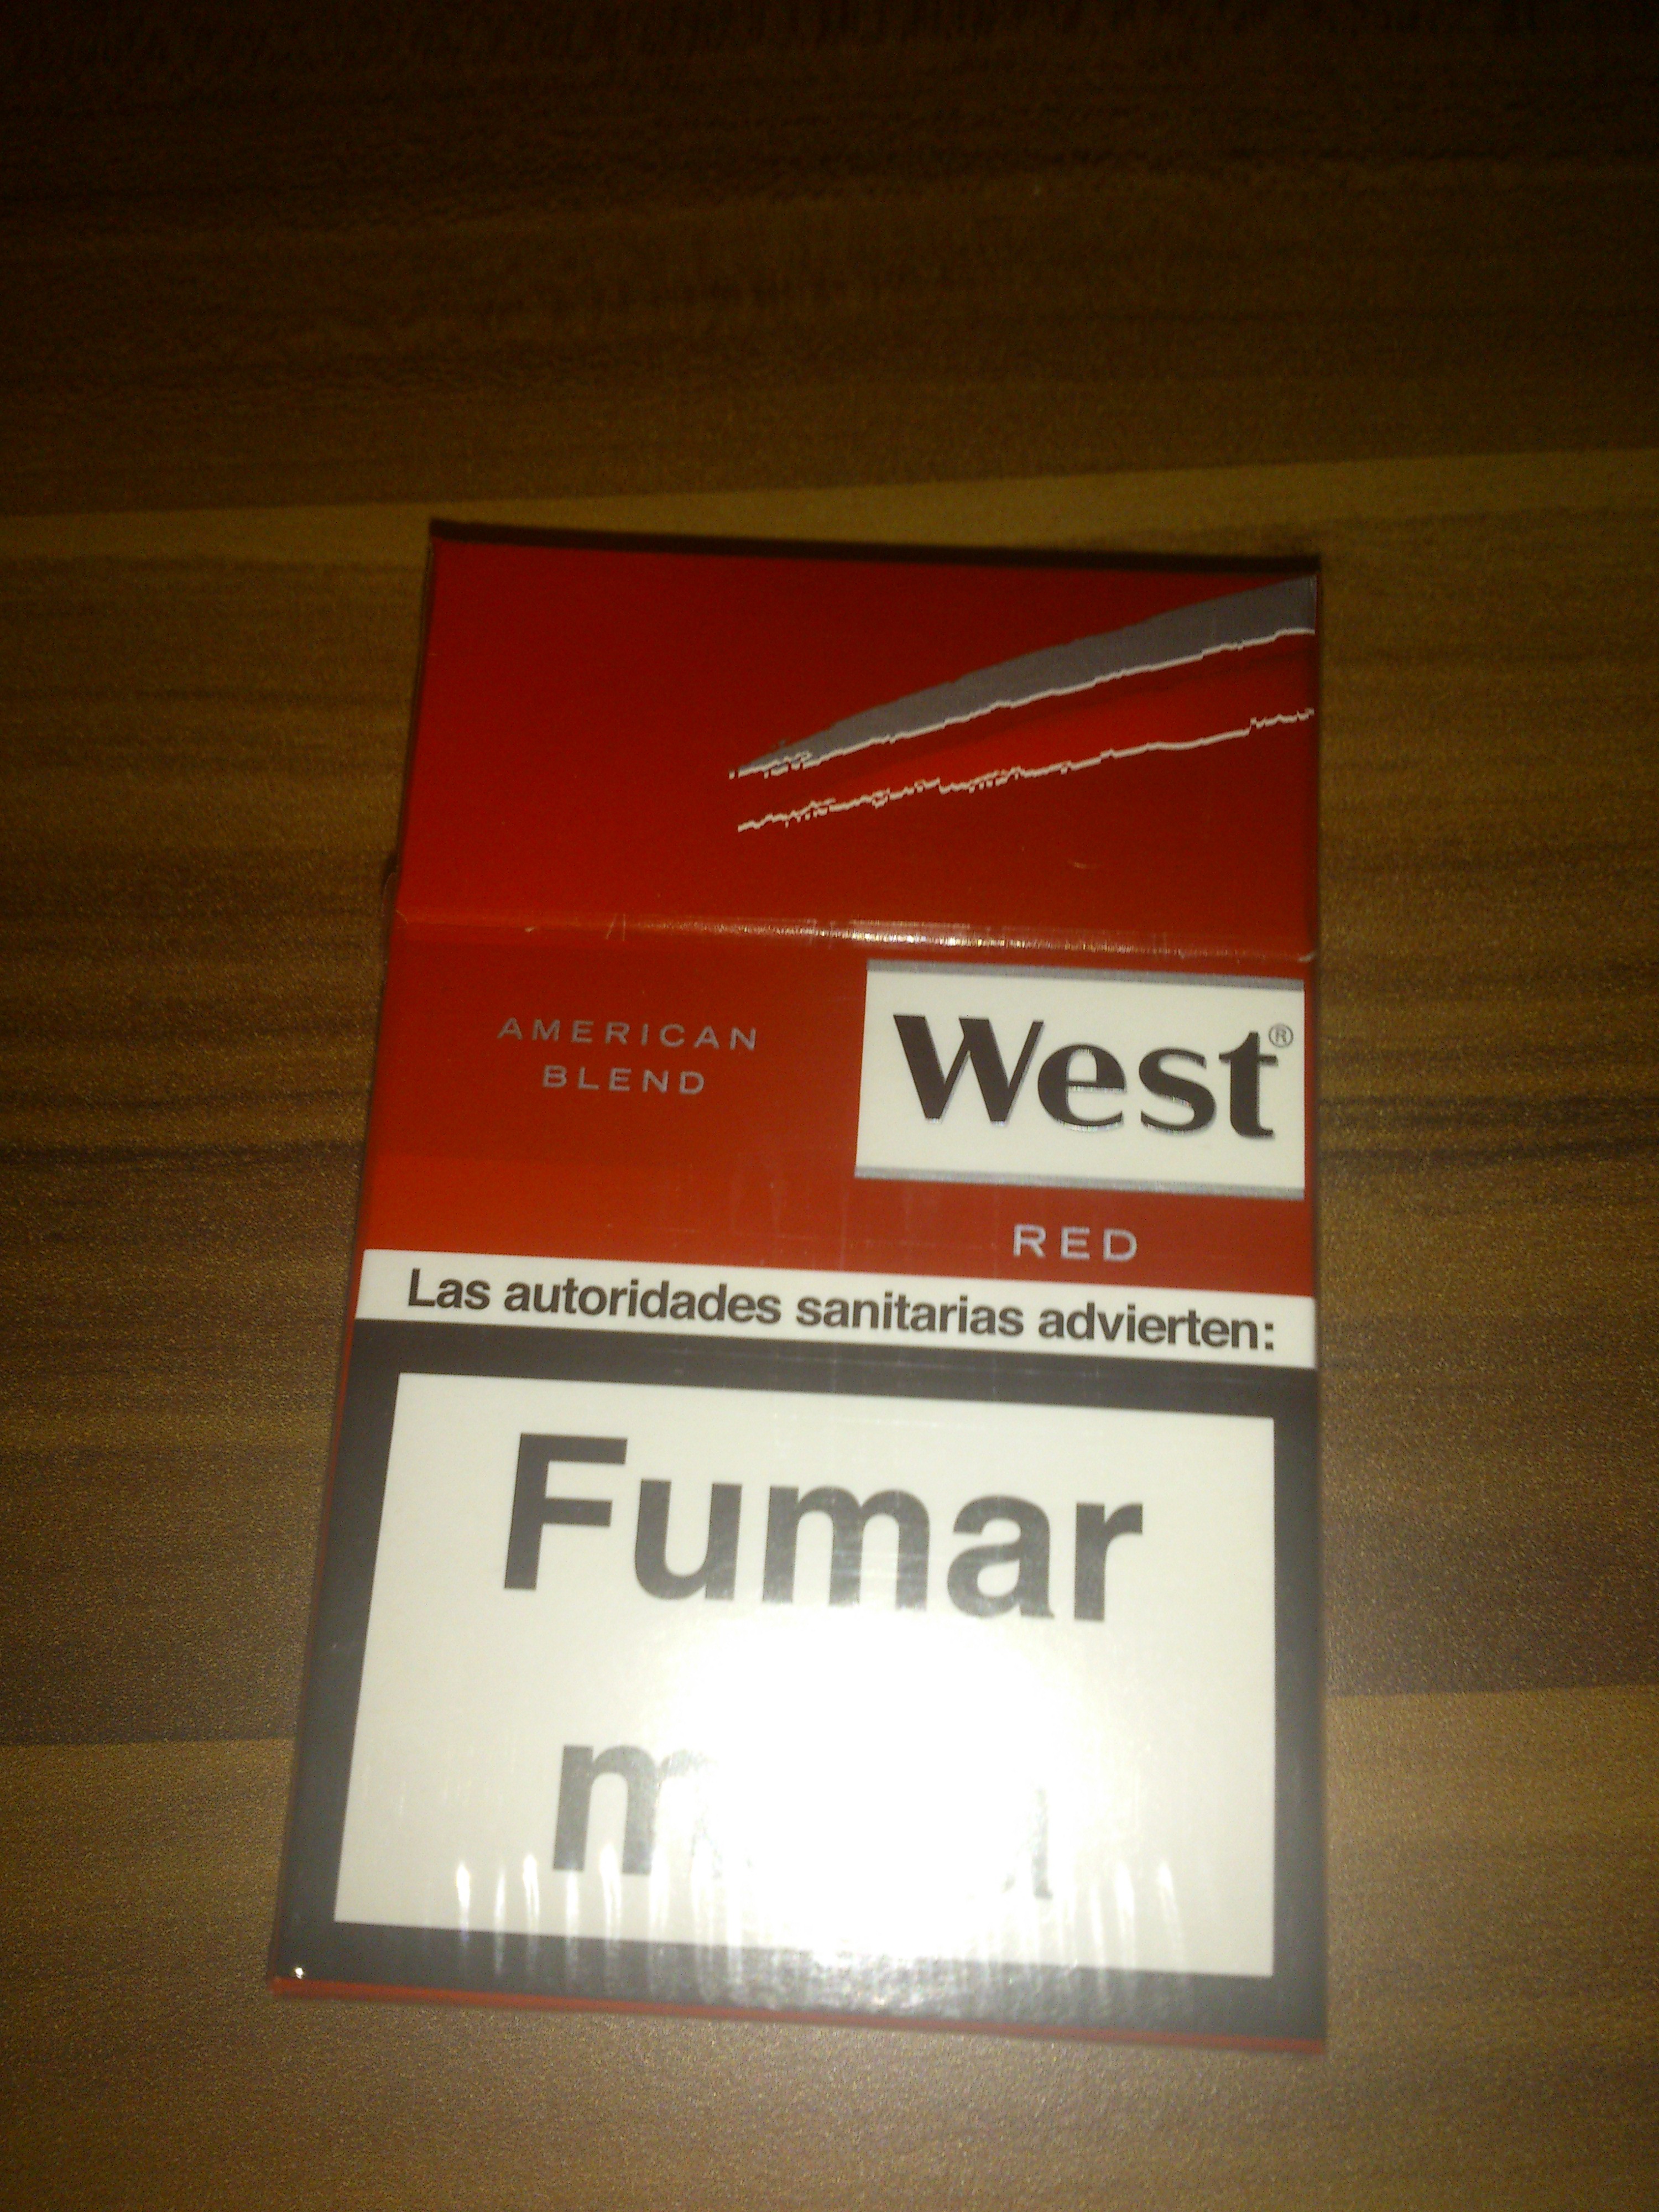 AMERICAN
BLEND
West®
RED
Las autoridades sanitarias advierten:
Fumar